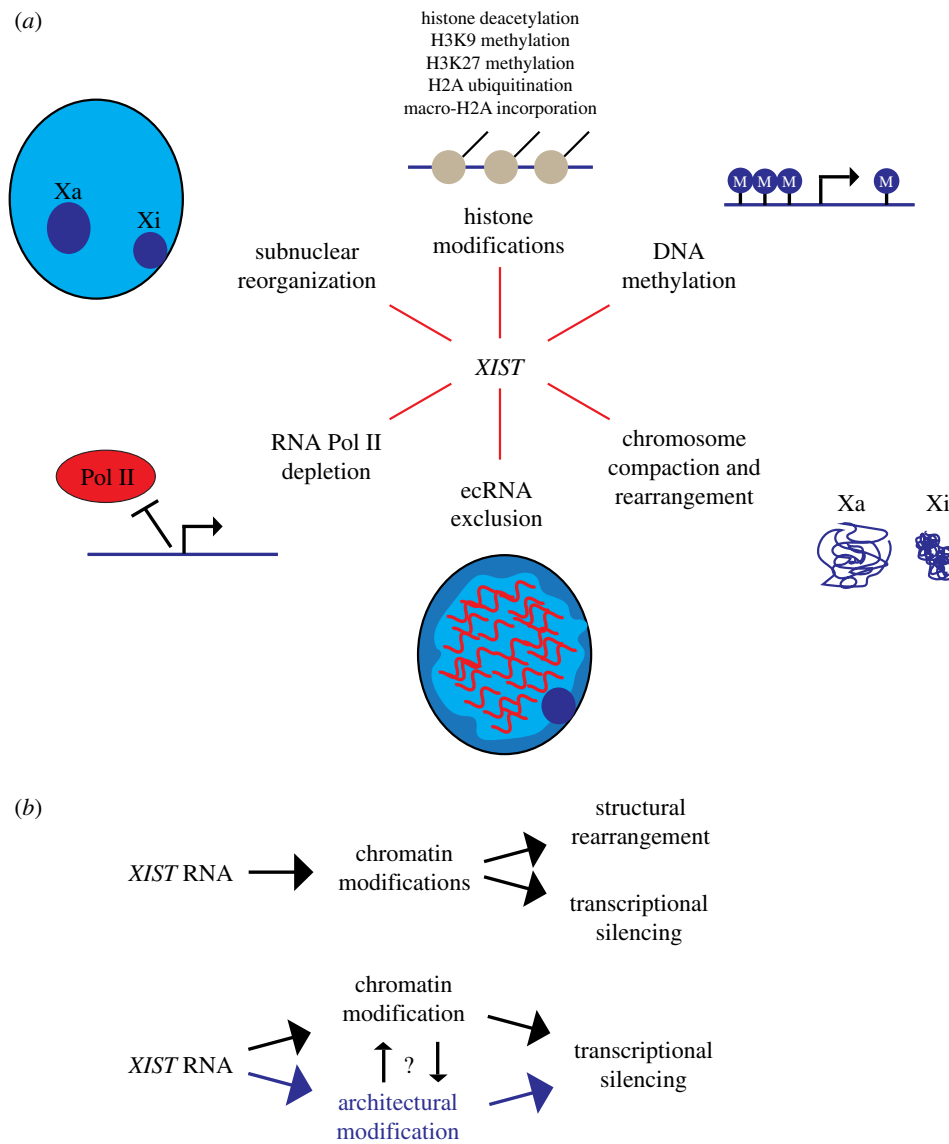 (a)
histone deacetylation
H3K9 methylation
H3K27 methylation
H2A ubiquitination
macro-H2A incorporation
Xa
Xi
M
M
M
M
histone
modifications
subnuclear
reorganization
DNA
methylation
XIST
RNA Pol II
depletion
Pol II
ecRNA
exclusion
chromosome
compaction and
rearrangement
Xa
Xi
(b)
XIST RNA
chromatin
modifications
structural
rearrangement
transcriptional
silencing
XIST RNA
chromatin
modification
?
architectural
modification
transcriptional
silencing